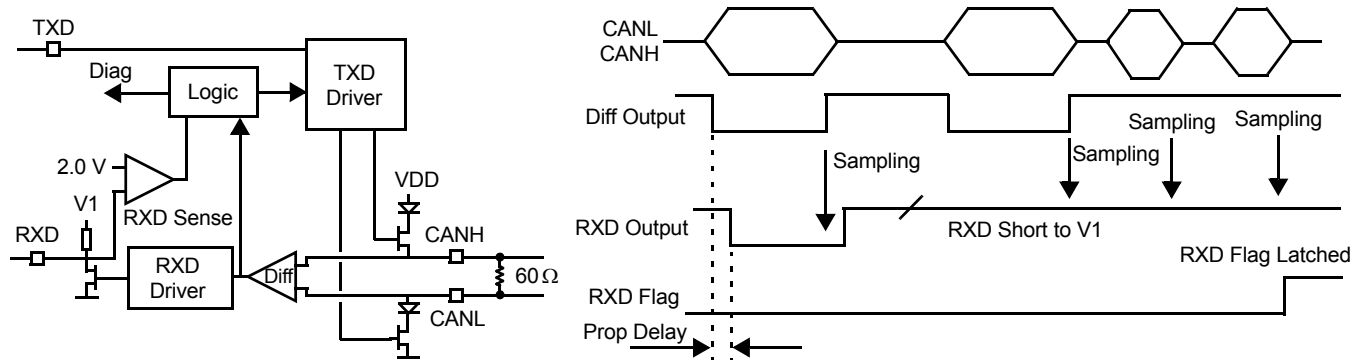 TXD
Diag
Logic
TXD
Driver
2.0 V
V1
RXD Sense
VDD
RXD
CANH
RXD
Driver
Diff
60 Ω
CANL
CANL
CANH
Diff Output
Sampling
Sampling
Sampling
Sampling
RXD Output
RXD Short to V1
RXD Flag Latched
RXD Flag
Prop Delay